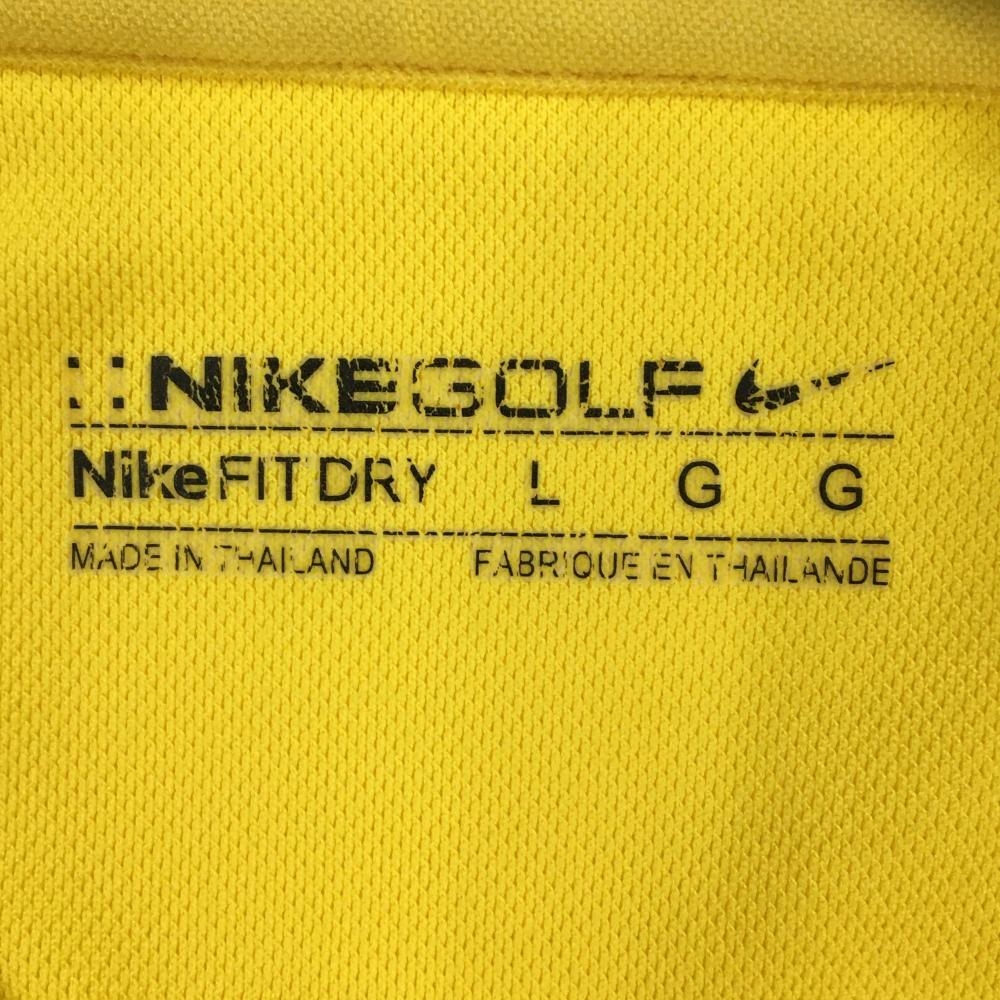 NIKEGOLF
NikeFIT DRY L G G
MADE IN THAILAND FABRIQUE EN THAILANDE